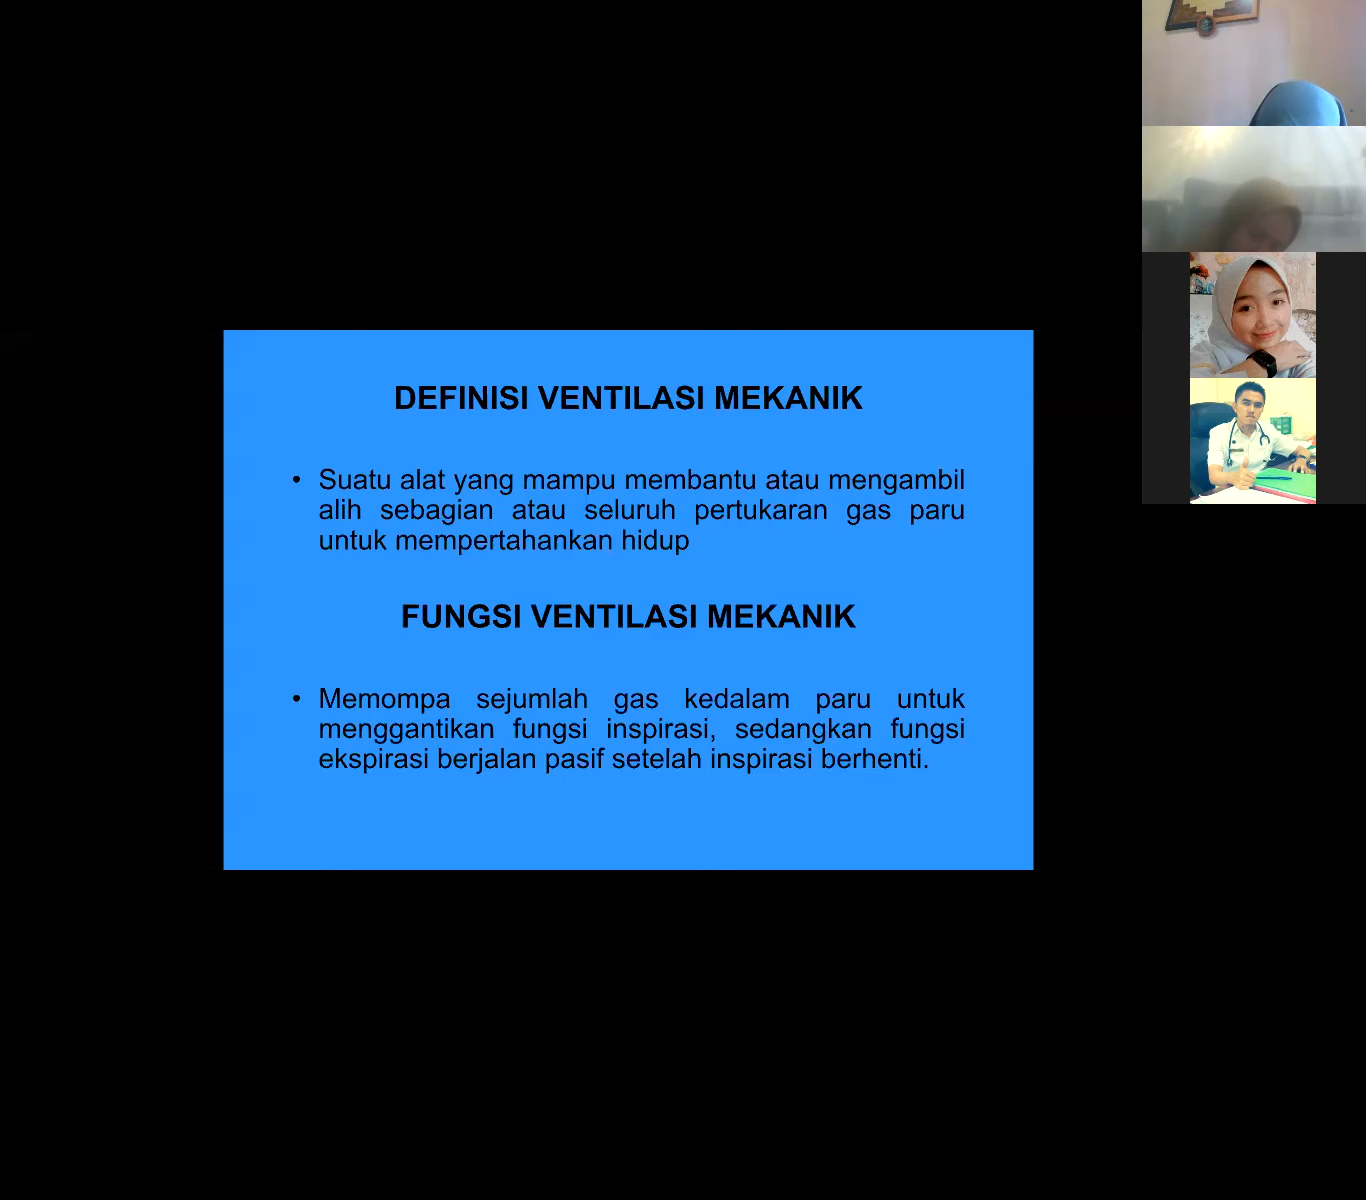 DEFINISI VENTILASI MEKANIK
• Suatu alat yang mampu membantu atau mengambil
alih sebagian atau seluruh pertukaran gas paru
untuk mempertahankan hidup
FUNGSI VENTILASI MEKANIK
• Memompa sejumlah gas kedalam paru untuk
menggantikan fungsi inspirasi, sedangkan fungsi
ekspirasi berjalan pasif setelah inspirasi berhenti.